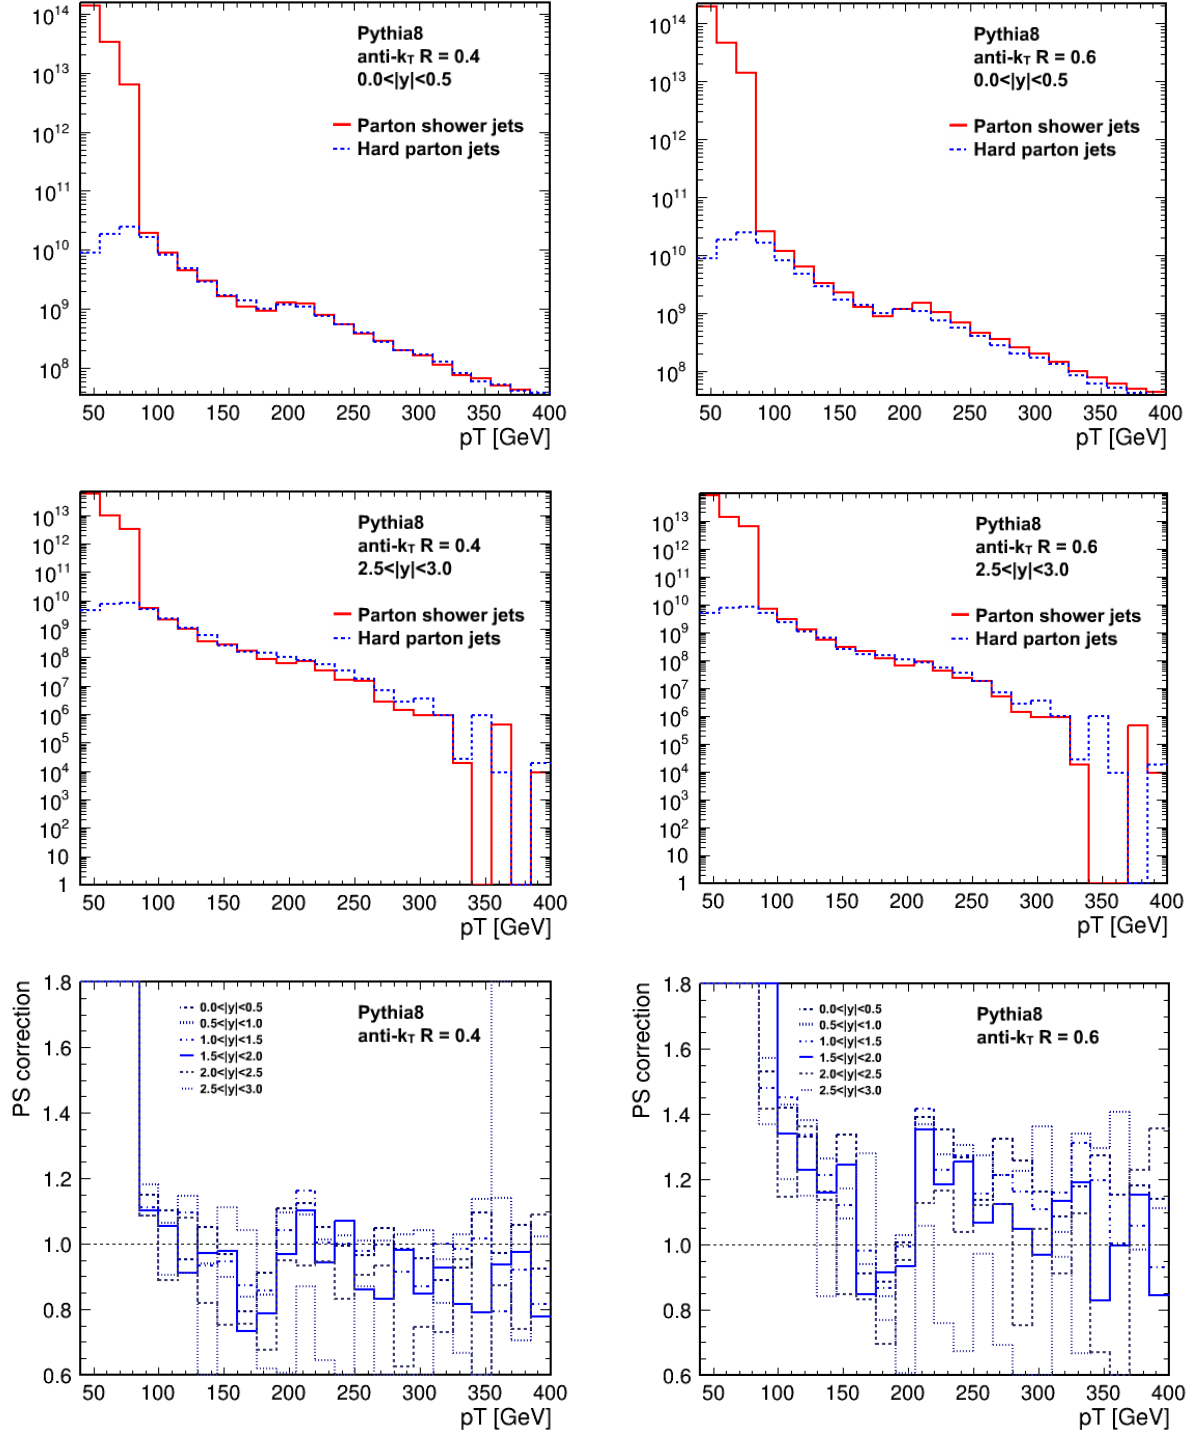 10^14
10^13
10^12
10^11
10^10
10^9
10^8
Pythia8
anti-k_T R = 0.4
0.0<|y|<0.5
Parton shower jets
Hard parton jets
50 100 150 200 250 300 350 400
pT [GeV]
10^14
10^13
10^12
10^11
10^10
10^9
10^8
Pythia8
anti-k_T R = 0.6
0.0<|y|<0.5
Parton shower jets
Hard parton jets
50 100 150 200 250 300 350 400
pT [GeV]
10^13
10^12
10^11
10^10
10^9
10^8
10^7
10^6
10^5
10^4
10^3
10^2
10
1
Pythia8
anti-k_T R = 0.4
2.5<|y|<3.0
Parton shower jets
Hard parton jets
50 100 150 200 250 300 350 400
pT [GeV]
10^13
10^12
10^11
10^10
10^9
10^8
10^7
10^6
10^5
10^4
10^3
10^2
10
1
Pythia8
anti-k_T R = 0.6
2.5<|y|<3.0
Parton shower jets
Hard parton jets
50 100 150 200 250 300 350 400
pT [GeV]
PS correction
1.8
1.6
1.4
1.2
1.0
0.8
0.6
0.0<|y|<0.5
0.5<|y|<1.0
1.0<|y|<1.5
1.5<|y|<2.0
2.0<|y|<2.5
2.5<|y|<3.0
Pythia8
anti-k_T R = 0.4
50 100 150 200 250 300 350 400
pT [GeV]
PS correction
1.8
1.6
1.4
1.2
1.0
0.8
0.6
0.0<|y|<0.5
0.5<|y|<1.0
1.0<|y|<1.5
1.5<|y|<2.0
2.0<|y|<2.5
2.5<|y|<3.0
Pythia8
anti-k_T R = 0.6
50 100 150 200 250 300 350 400
pT [GeV]